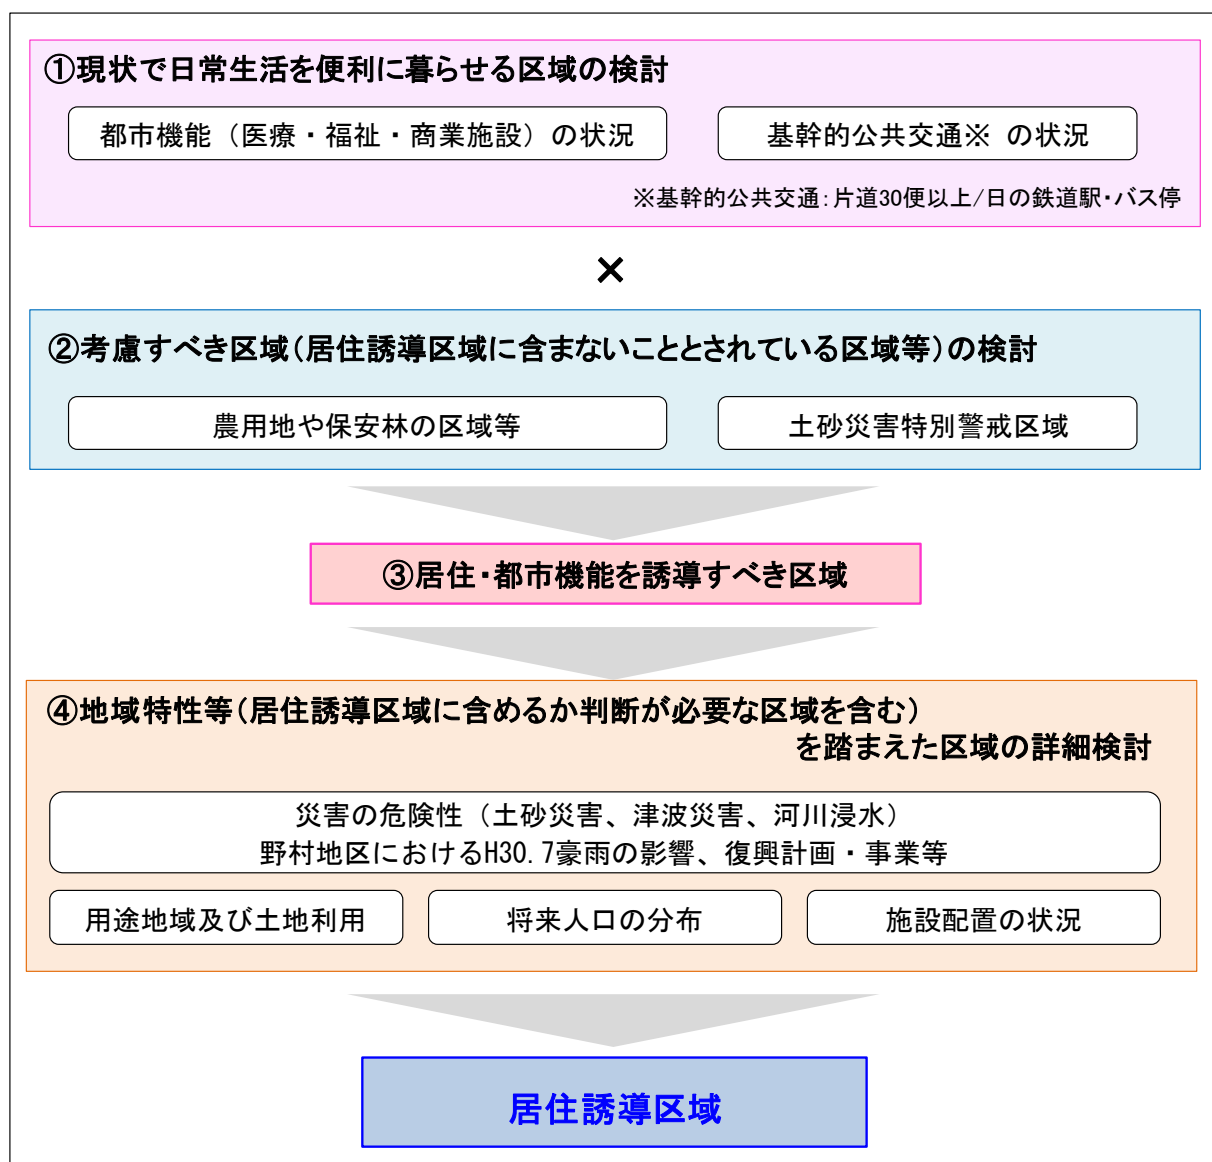 ①現状で日常生活を便利に暮らせる区域の検討
都市機能（医療・福祉・商業施設）の状況
基幹的公共交通※ の状況
※基幹的公共交通：片道30便以上/日の鉄道駅・バス停
×
②考慮すべき区域（居住誘導区域に含まないこととされている区域等）の検討
農用地や保安林の区域等
土砂災害特別警戒区域
③居住・都市機能を誘導すべき区域
④地域特性等（居住誘導区域に含めるか判断が必要な区域を含む）
を踏まえた区域の詳細検討
災害の危険性（土砂災害、津波災害、河川浸水）
野村地区におけるH30.7豪雨の影響、復興計画・事業等
用途地域及び土地利用
将来人口の分布
施設配置の状況
居住誘導区域